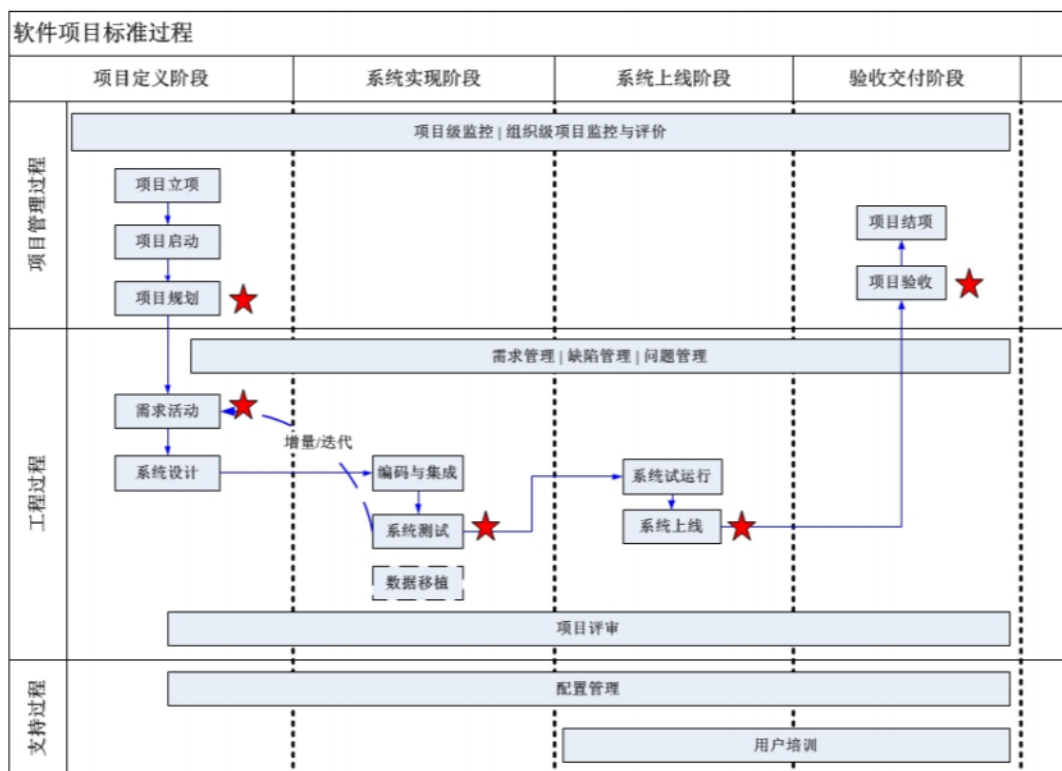 软件项目标准过程
项目定义阶段
系统实现阶段
系统上线阶段
验收交付阶段
项目管理过程
项目级监控 | 组织级项目监控与评价
项目立项
项目启动
项目规划
项目结项
项目验收
工程过程
需求管理 | 缺陷管理 | 问题管理
需求活动
增量/迭代
系统设计
编码与集成
系统测试
数据移植
系统试运行
系统上线
项目评审
支持过程
配置管理
用户培训